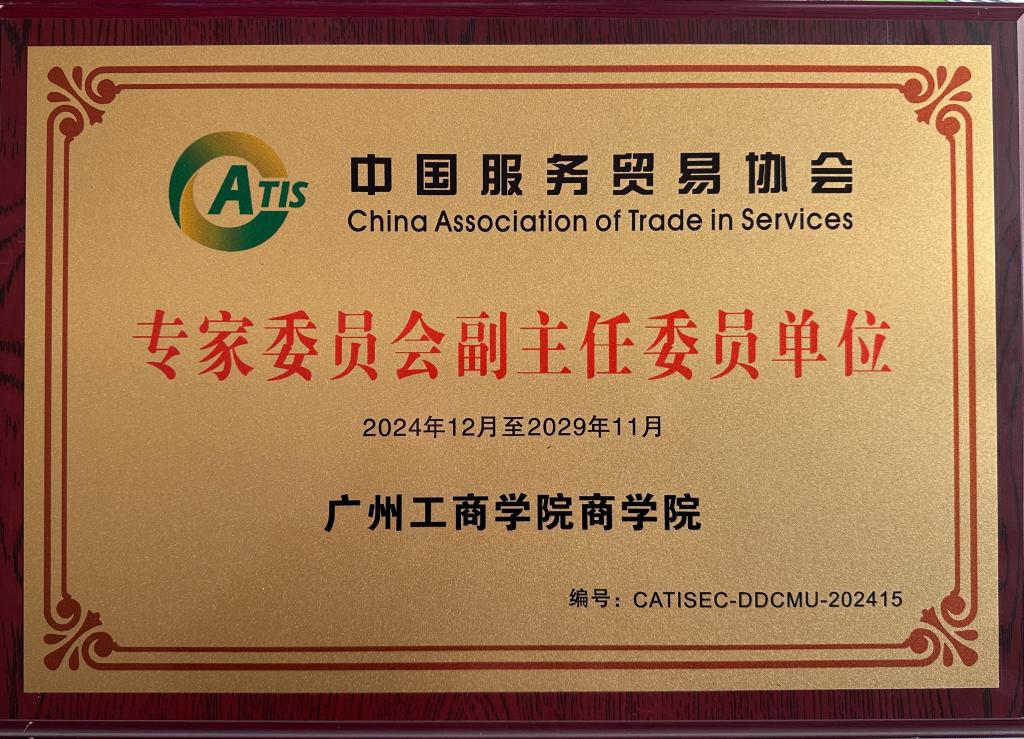 CATIS
中国服务贸易协会
China Association of Trade in Services
专家委员会副主任委员单位
2024年12月至2029年11月
广州工商学院商学院
编号：CATISEC-DDCMU-202415